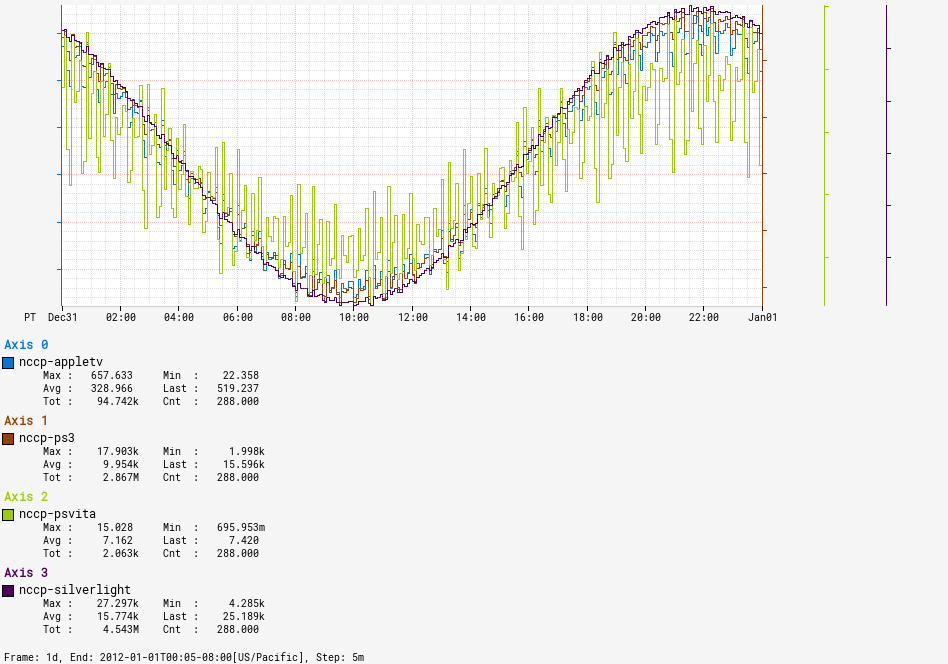 PT Dec31 02:00 04:00 06:00 08:00 10:00 12:00 14:00 16:00 18:00 20:00 22:00 Jan01
Axis 0
nccp-appletv
Max : 657.633 Min : 22.358
Avg : 328.966 Last : 519.237
Tot : 94.742k Cnt : 288.000
Axis 1
nccp-ps3
Max : 17.903k Min : 1.998k
Avg : 9.954k Last : 15.596k
Tot : 2.867M Cnt : 288.000
Axis 2
nccp-psvita
Max : 15.028 Min : 695.953m
Avg : 7.162 Last : 7.420
Tot : 2.063k Cnt : 288.000
Axis 3
nccp-silverlight
Max : 27.297k Min : 4.285k
Avg : 15.774k Last : 25.189k
Tot : 4.543M Cnt : 288.000
Frame: 1d, End: 2012-01-01T00:05-08:00[US/Pacific], Step: 5m